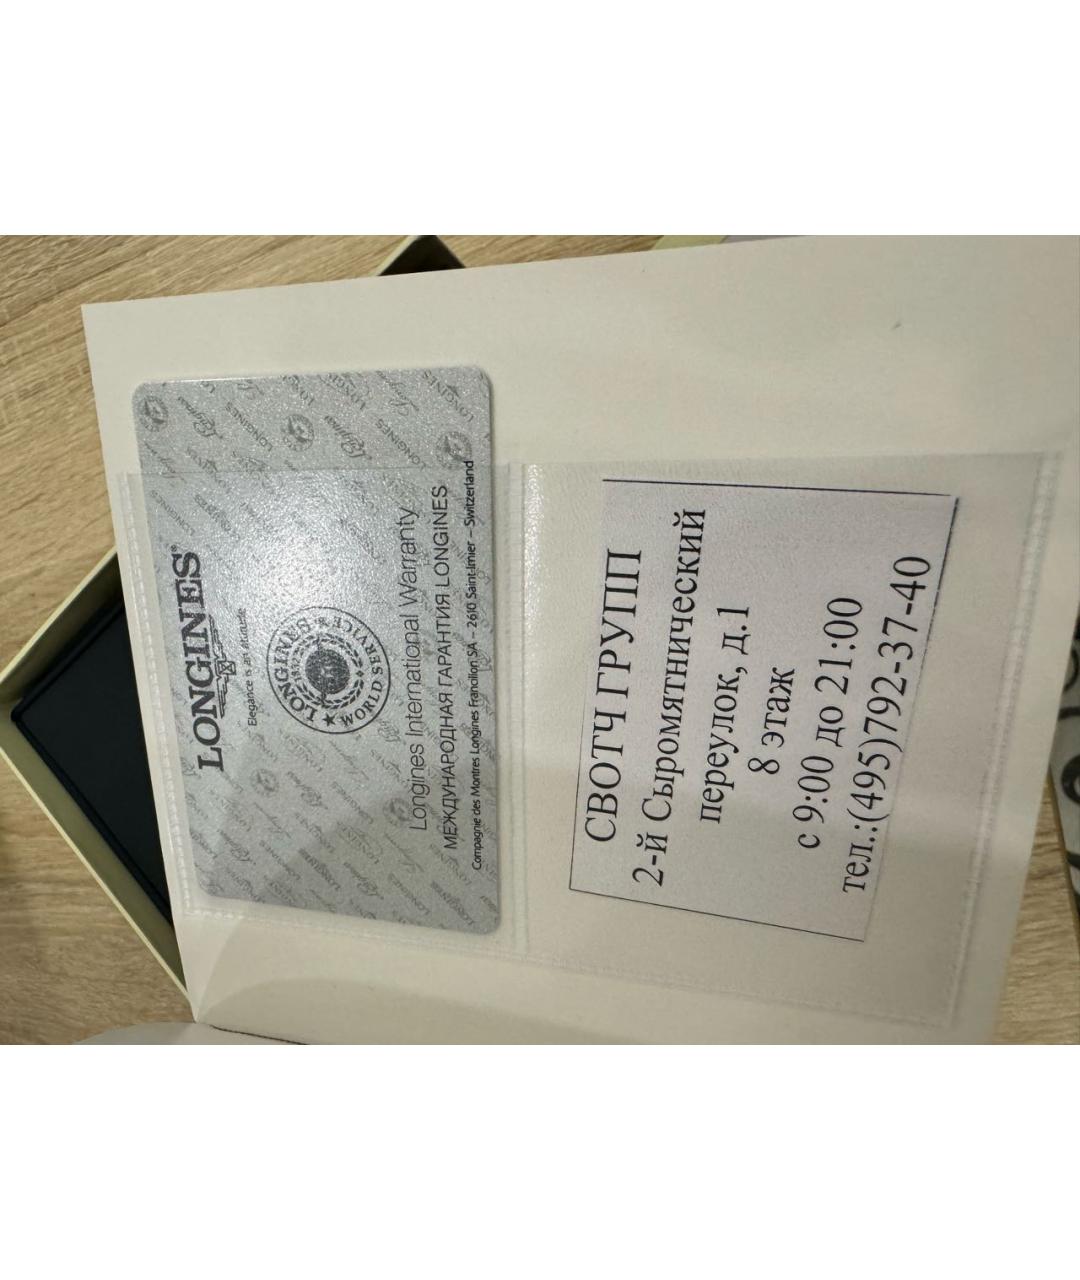 LONGINES®
Elegance is an attitude
LONGINES
WORLD SERVICE
Longines International Warranty
МЕЖДУНАРОДНАЯ ГАРАНТИЯ LONGINES
Compagnie des Montres Longines Francillon SA – 2610 Saint-Imier – Switzerland
СВОТЧ ГРУПП
2-й Сыромятнический
переулок, д.1
8 этаж
с 9:00 до 21:00
тел.:(495)792-37-40